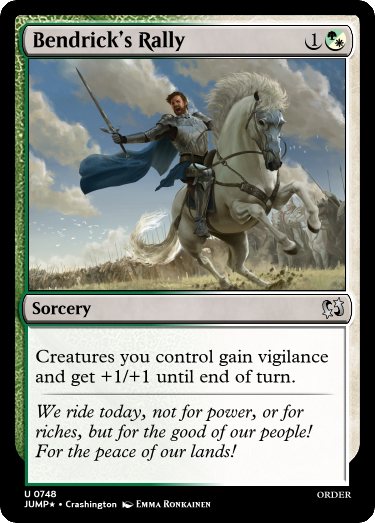 Bendrick's Rally 1
Sorcery
Creatures you control gain vigilance
and get +1/+1 until end of turn.
We ride today, not for power, or for
riches, but for the good of our people!
For the peace of our lands!
U 0748 ORDER
JUMP★ • Crashington Emma Ronkainen